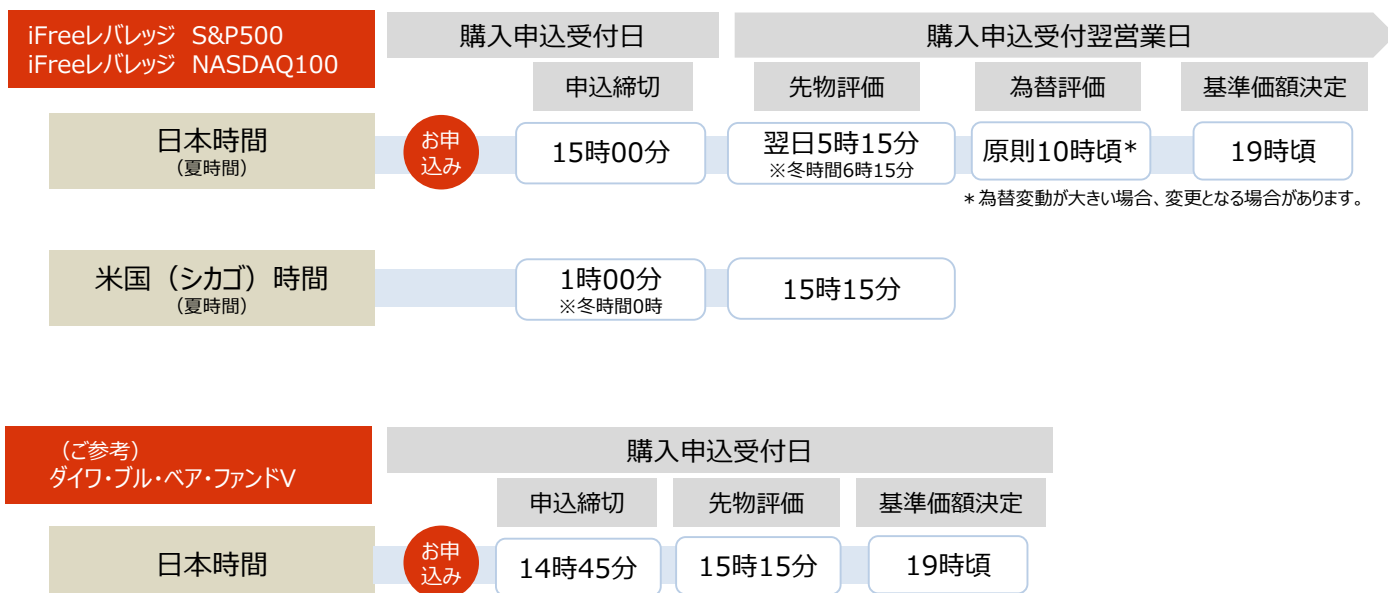 iFreeレバレッジ S&P500
iFreeレバレッジ NASDAQ100
購入申込受付日
購入申込受付翌営業日
申込締切
先物評価
為替評価
基準価額決定
日本時間
(夏時間)
お申
込み
15時00分
翌日5時15分
※冬時間6時15分
原則10時頃*
19時頃
*為替変動が大きい場合、変更となる場合があります。
米国（シカゴ）時間
(夏時間)
1時00分
※冬時間0時
15時15分
(ご参考)
ダイワ・ブル・ベア・ファンドⅤ
購入申込受付日
申込締切
先物評価
基準価額決定
日本時間
お申
込み
14時45分
15時15分
19時頃